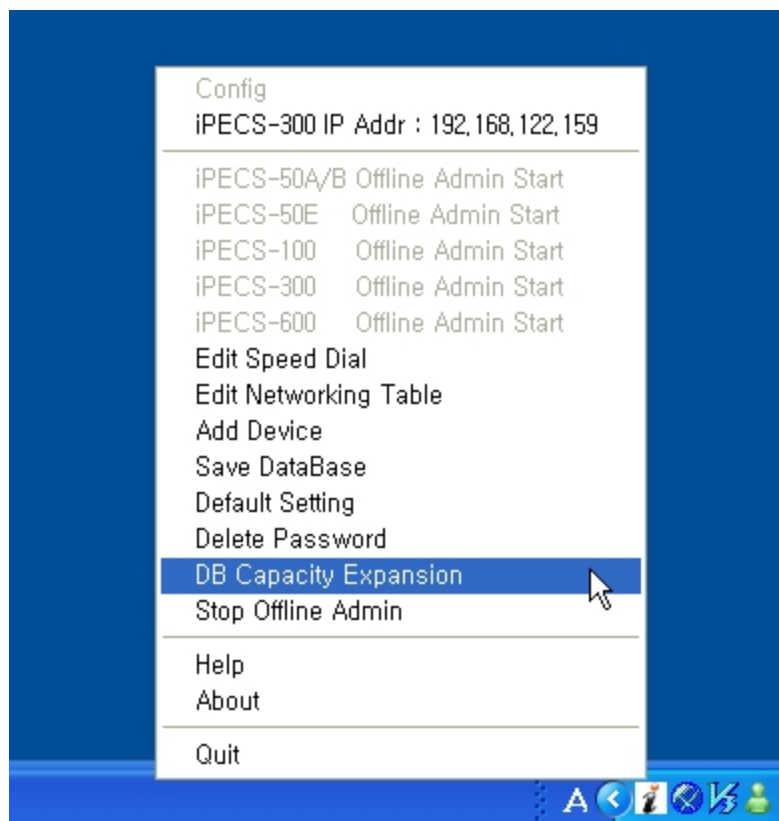 Config
iPECS-300 IP Addr : 192,168,122,159
iPECS-50A/B Offline Admin Start
iPECS-50E Offline Admin Start
iPECS-100 Offline Admin Start
iPECS-300 Offline Admin Start
iPECS-600 Offline Admin Start
Edit Speed Dial
Edit Networking Table
Add Device
Save DataBase
Default Setting
Delete Password
DB Capacity Expansion
Stop Offline Admin
Help
About
Quit
A